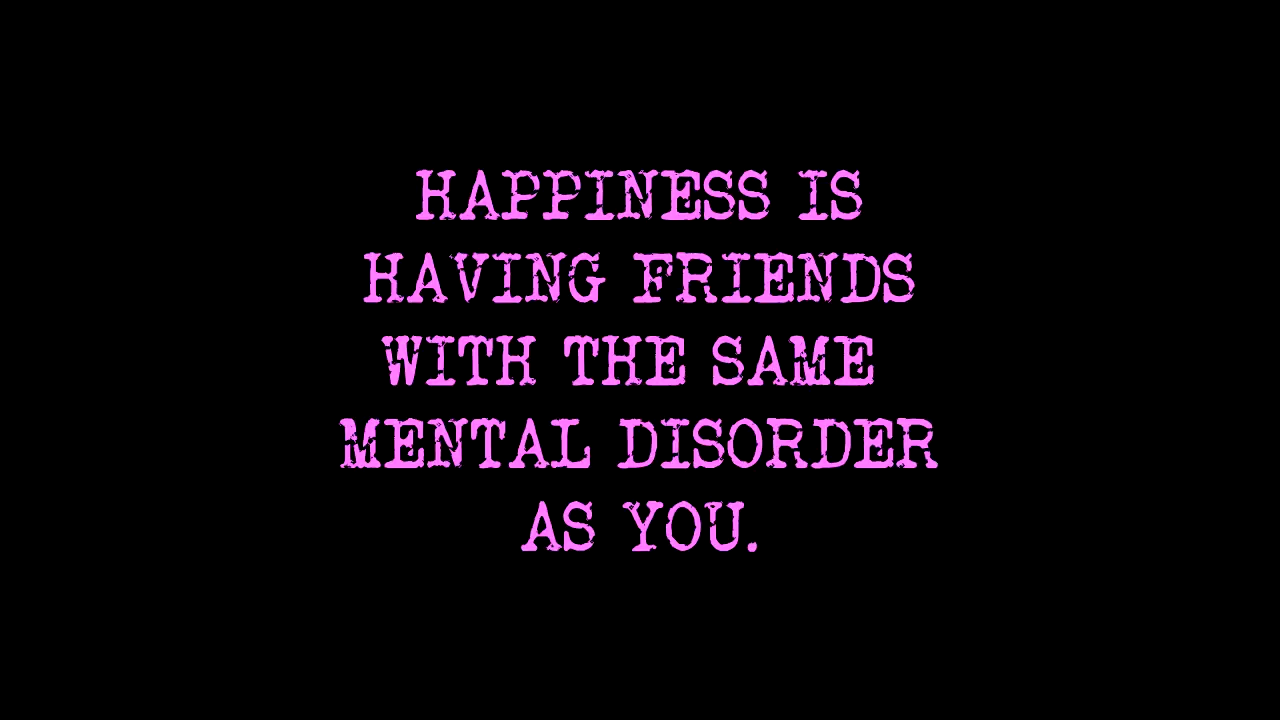 HAPPINESS IS
HAVING FRIENDS
WITH THE SAME
MENTAL DISORDER
AS YOU.